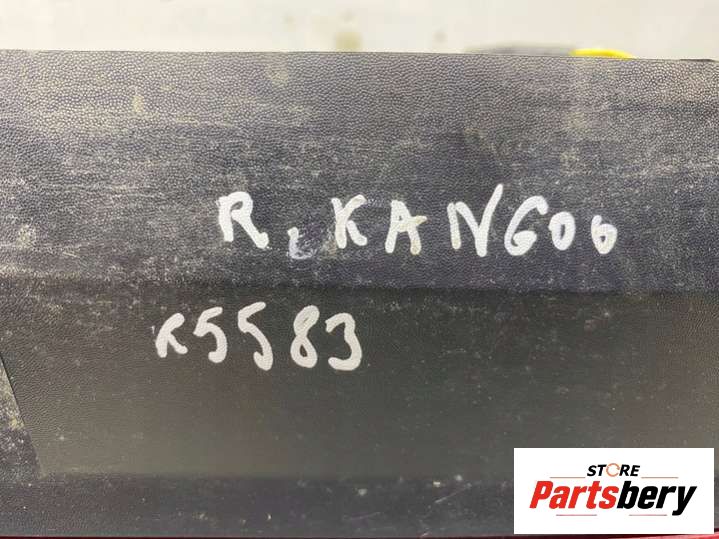 R. KANGOO
K5583
STORE
Partsbery